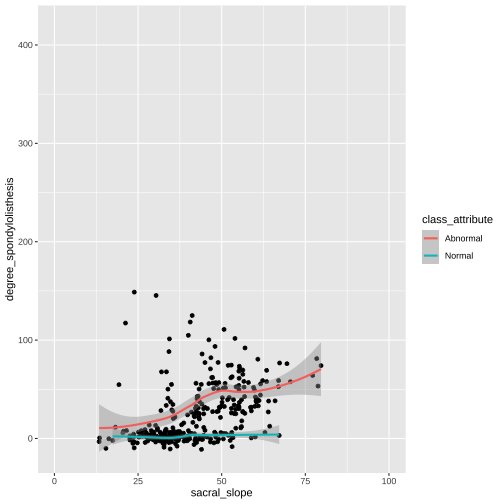 400
300
200
100
0
degree_spondylolisthesis
0 25 50 75 100
sacral_slope
class_attribute
Abnormal
Normal